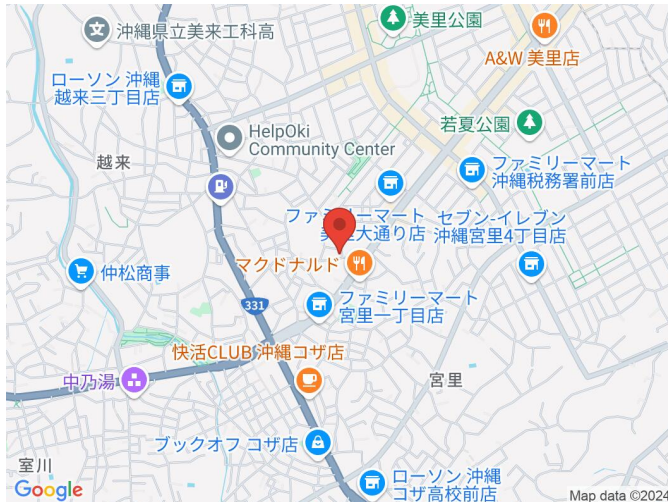 沖縄県立美来工科高
美里公園
A&W 美里店
ローソン 沖縄
越来三丁目店
若夏公園
HelpOki
Community Center
越来
ファミリーマート
沖縄税務署前店
ファミリーマート
大通り店
セブン-イレブン
沖縄宮里4丁目店
マクドナルド
仲松商事
331
ファミリーマート
宮里一丁目店
快活CLUB 沖縄コザ店
中乃湯
宮里
ブックオフ コザ店
室川
ローソン 沖縄
コザ高校前店
Google
Map data ©2024